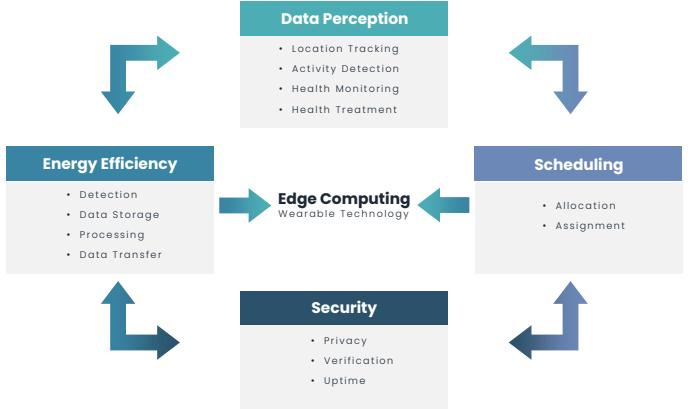 Data Perception
• Location Tracking
• Activity Detection
• Health Monitoring
• Health Treatment
Energy Efficiency
• Detection
• Data Storage
• Processing
• Data Transfer
Edge Computing
Wearable Technology
Scheduling
• Allocation
• Assignment
Security
• Privacy
• Verification
• Uptime